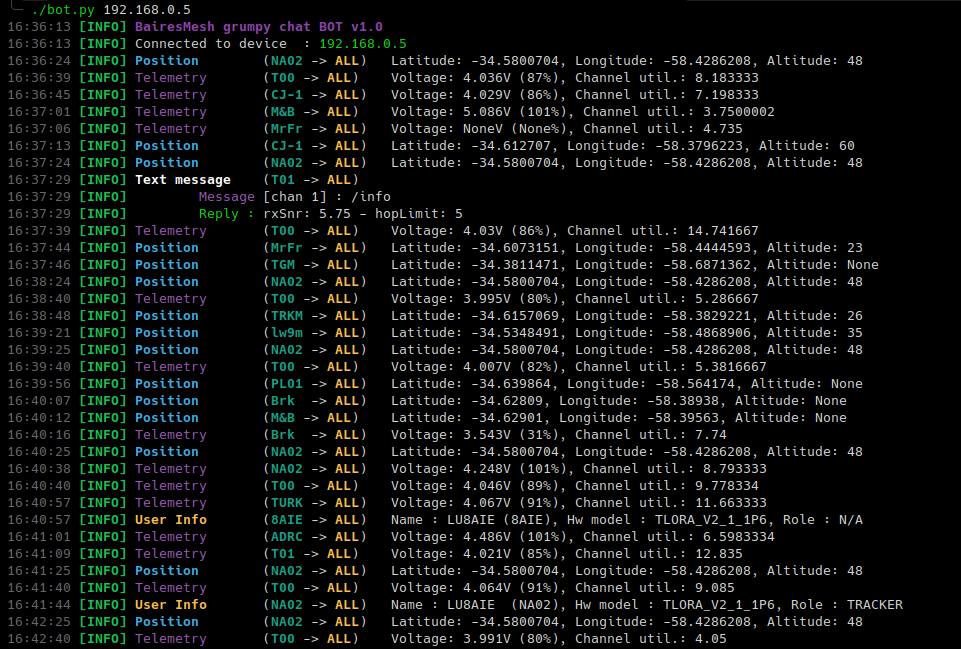 ./bot.py 192.168.0.5
16:36:13 [INFO] BairesMesh grumpy chat BOT v1.0
16:36:13 [INFO] Connected to device  : 192.168.0.5
16:36:24 [INFO] Position        (NA02 -> ALL)   Latitude: -34.5800704, Longitude: -58.4286208, Altitude: 48
16:36:39 [INFO] Telemetry       (T00 -> ALL)    Voltage: 4.036V (87%), Channel util.: 8.183333
16:36:45 [INFO] Telemetry       (CJ-1 -> ALL)   Voltage: 4.029V (86%), Channel util.: 7.198333
16:37:01 [INFO] Telemetry       (M&B -> ALL)    Voltage: 5.086V (101%), Channel util.: 3.7500002
16:37:06 [INFO] Telemetry       (MrFr -> ALL)   Voltage: NoneV (None%), Channel util.: 4.735
16:37:13 [INFO] Position        (CJ-1 -> ALL)   Latitude: -34.612707, Longitude: -58.3796223, Altitude: 60
16:37:24 [INFO] Position        (NA02 -> ALL)   Latitude: -34.5800704, Longitude: -58.4286208, Altitude: 48
16:37:29 [INFO] Text message    (T01 -> ALL)
16:37:29 [INFO]         Message [chan 1] : /info
16:37:29 [INFO]         Reply : rxSnr: 5.75 - hopLimit: 5
16:37:39 [INFO] Telemetry       (T00 -> ALL)    Voltage: 4.03V (86%), Channel util.: 14.741667
16:37:44 [INFO] Position        (MrFr -> ALL)   Latitude: -34.6073151, Longitude: -58.4444593, Altitude: 23
16:37:46 [INFO] Position        (TGM -> ALL)    Latitude: -34.3811471, Longitude: -58.6871362, Altitude: None
16:38:24 [INFO] Position        (NA02 -> ALL)   Latitude: -34.5800704, Longitude: -58.4286208, Altitude: 48
16:38:40 [INFO] Telemetry       (T00 -> ALL)    Voltage: 3.995V (80%), Channel util.: 5.286667
16:38:48 [INFO] Position        (TRKM -> ALL)   Latitude: -34.6157069, Longitude: -58.3829221, Altitude: 26
16:39:21 [INFO] Position        (lw9m -> ALL)   Latitude: -34.5348491, Longitude: -58.4868906, Altitude: 35
16:39:25 [INFO] Position        (NA02 -> ALL)   Latitude: -34.5800704, Longitude: -58.4286208, Altitude: 48
16:39:40 [INFO] Telemetry       (T00 -> ALL)    Voltage: 4.007V (82%), Channel util.: 5.3816667
16:39:56 [INFO] Position        (PL01 -> ALL)   Latitude: -34.639864, Longitude: -58.564174, Altitude: None
16:40:07 [INFO] Position        (Brk  -> ALL)   Latitude: -34.62809, Longitude: -58.38938, Altitude: None
16:40:12 [INFO] Position        (M&B -> ALL)    Latitude: -34.62901, Longitude: -58.39563, Altitude: None
16:40:16 [INFO] Telemetry       (Brk  -> ALL)   Voltage: 3.543V (31%), Channel util.: 7.74
16:40:25 [INFO] Position        (NA02 -> ALL)   Latitude: -34.5800704, Longitude: -58.4286208, Altitude: 48
16:40:38 [INFO] Telemetry       (NA02 -> ALL)   Voltage: 4.248V (101%), Channel util.: 8.793333
16:40:40 [INFO] Telemetry       (T00 -> ALL)    Voltage: 4.046V (89%), Channel util.: 9.778334
16:40:57 [INFO] Telemetry       (TURK -> ALL)   Voltage: 4.067V (91%), Channel util.: 11.663333
16:40:57 [INFO] User Info       (8AIE -> ALL)   Name : LU8AIE (8AIE), Hw model : TLORA_V2_1_1P6, Role : N/A
16:41:01 [INFO] Telemetry       (ADRC -> ALL)   Voltage: 4.486V (101%), Channel util.: 6.5983334
16:41:09 [INFO] Telemetry       (T01 -> ALL)    Voltage: 4.021V (85%), Channel util.: 12.835
16:41:25 [INFO] Position        (NA02 -> ALL)   Latitude: -34.5800704, Longitude: -58.4286208, Altitude: 48
16:41:40 [INFO] Telemetry       (T00 -> ALL)    Voltage: 4.064V (91%), Channel util.: 9.085
16:41:44 [INFO] User Info       (NA02 -> ALL)   Name : LU8AIE  (NA02), Hw model : TLORA_V2_1_1P6, Role : TRACKER
16:42:25 [INFO] Position        (NA02 -> ALL)   Latitude: -34.5800704, Longitude: -58.4286208, Altitude: 48
16:42:40 [INFO] Telemetry       (T00 -> ALL)    Voltage: 3.991V (80%), Channel util.: 4.05